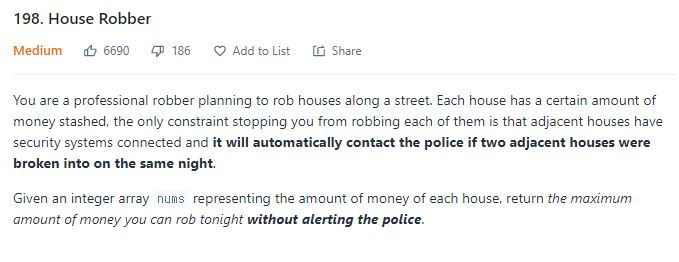 198. House Robber
Medium 6690 186 Add to List Share
You are a professional robber planning to rob houses along a street. Each house has a certain amount of
money stashed, the only constraint stopping you from robbing each of them is that adjacent houses have
security systems connected and it will automatically contact the police if two adjacent houses were
broken into on the same night.
Given an integer array nums representing the amount of money of each house, return the maximum
amount of money you can rob tonight without alerting the police.